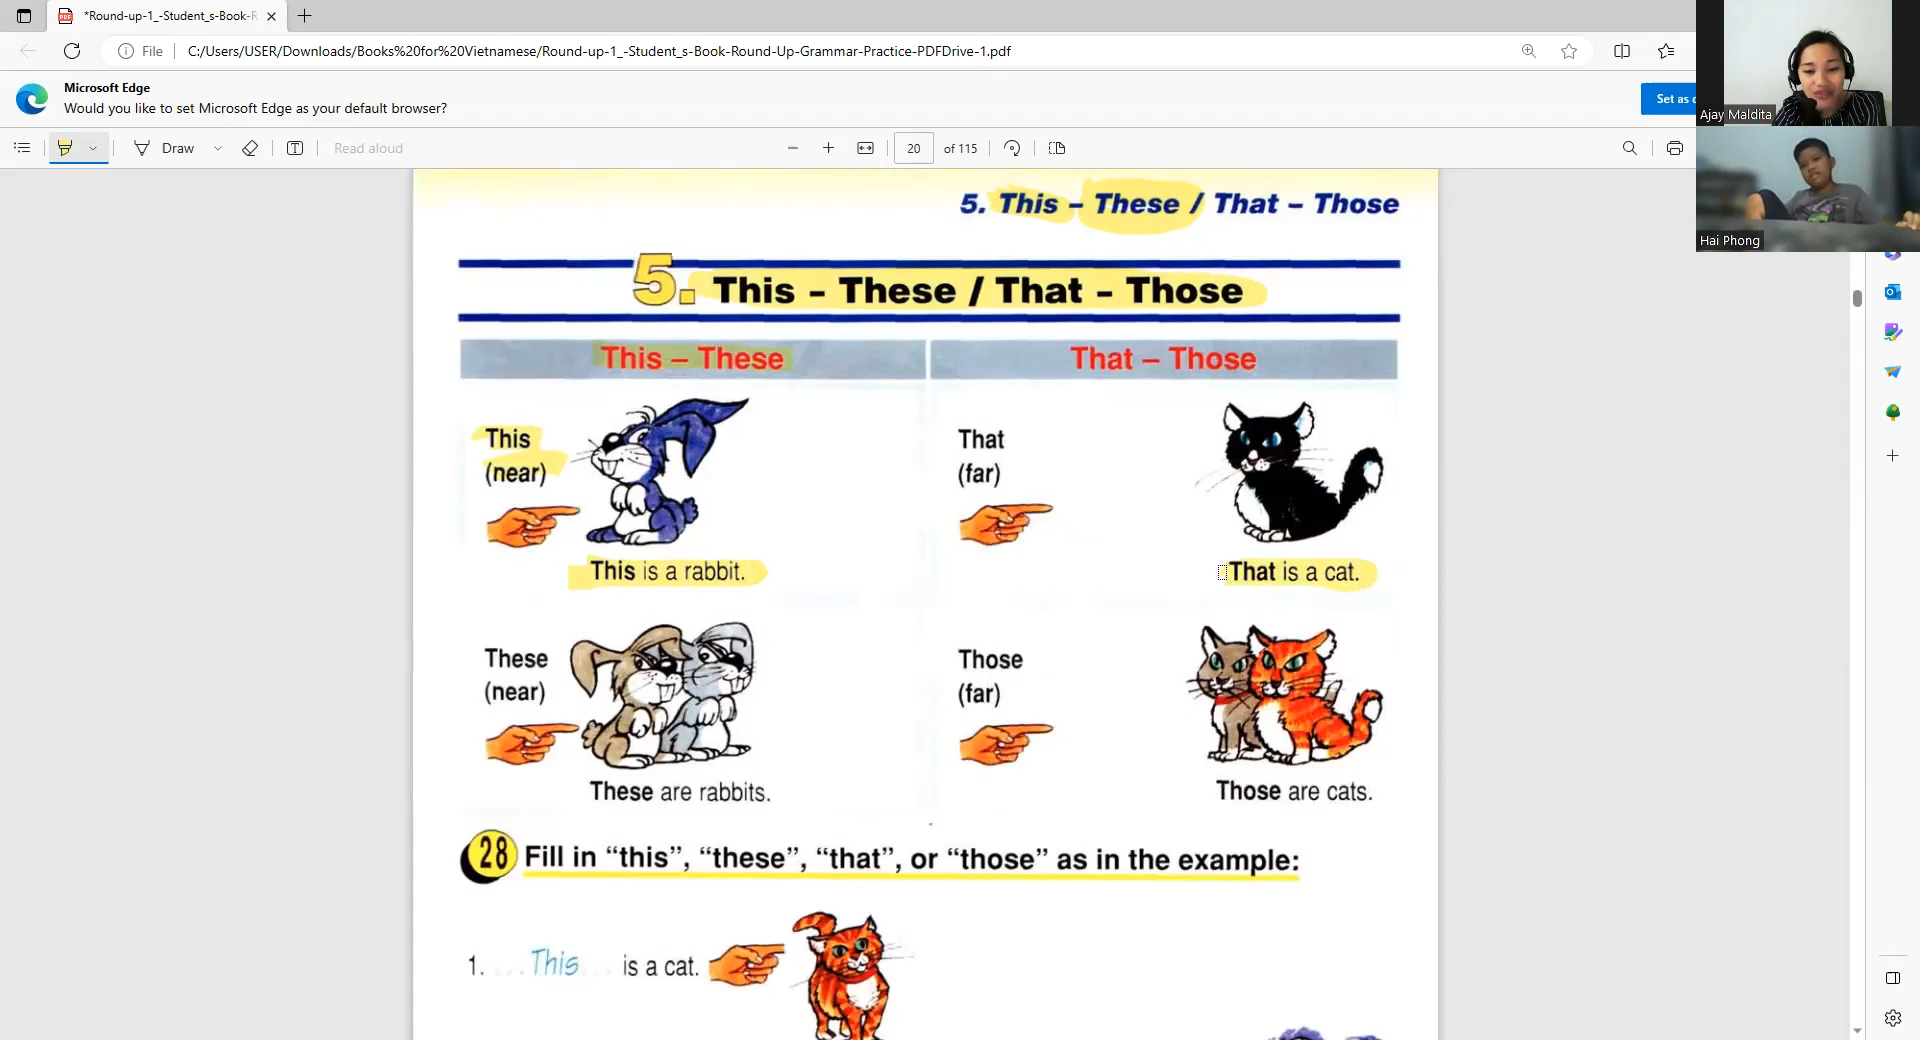 *Round-up-1_-Student_s-Book-R
File
C:/Users/USER/Downloads/Books%20for%20Vietnamese/Round-up-1_-Student_s-Book-Round-Up-Grammar-Practice-PDFDrive-1.pdf
Microsoft Edge
Would you like to set Microsoft Edge as your default browser?
Set as
Draw
Read aloud
20
of 115
Ajay Maldita
Hai Phong
5. This – These / That – Those
5. This – These / That – Those
This – These
That – Those
This
(near)
This is a rabbit.
That
(far)
That is a cat.
These
(near)
These are rabbits.
Those
(far)
Those are cats.
28 Fill in “this”, “these”, “that”, or “those” as in the example:
1. ... This ... is a cat.